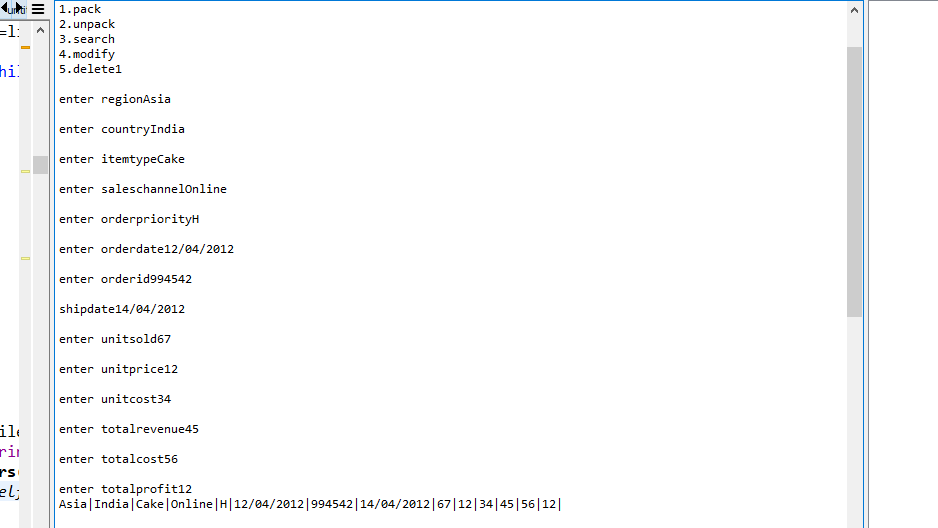 1.pack
2.unpack
3.search
4.modify
5.delete1
enter regionAsia
enter countryIndia
enter itemtypeCake
enter saleschannelOnline
enter orderpriorityH
enter orderdate12/04/2012
enter orderid994542
shipdate14/04/2012
enter unitsold67
enter unitprice12
enter unitcost34
enter totalrevenue45
enter totalcost56
enter totalprofit12
Asia|India|Cake|Online|H|12/04/2012|994542|14/04/2012|67|12|34|45|56|12|